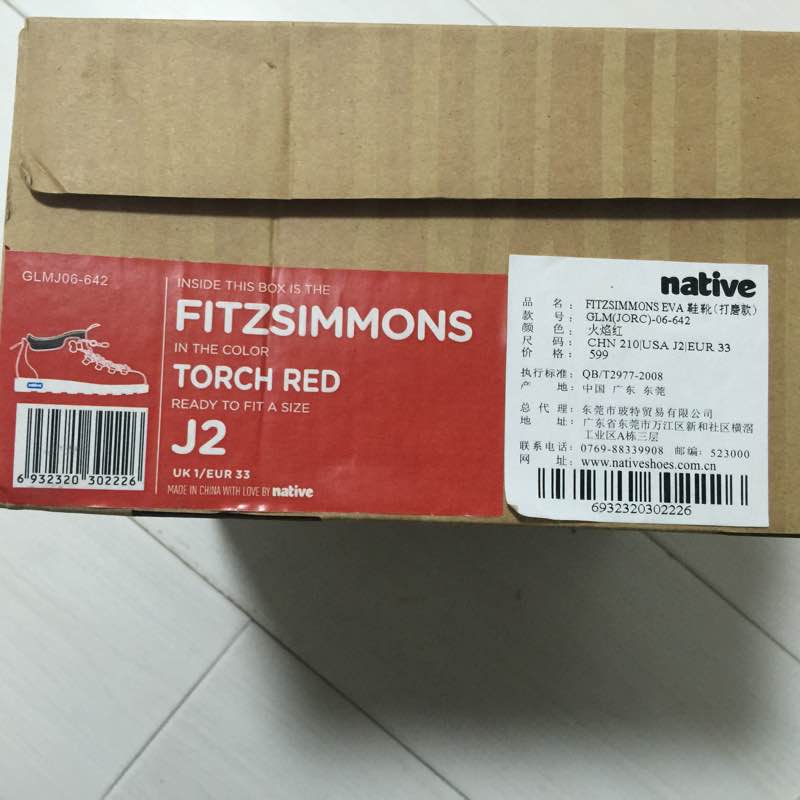 GLMJ06-642
native
6 932320 302226
INSIDE THIS BOX IS THE
FITZSIMMONS
IN THE COLOR
TORCH RED
READY TO FIT A SIZE
J2
UK 1/EUR 33
MADE IN CHINA WITH LOVE BY native
native
品 名: FITZSIMMONS EVA 鞋靴(打磨款)
款 号: GLM(JORC)-06-642
颜 色: 火焰红
尺 码: CHN 210|USA J2|EUR 33
价 格: 599
执行标准: QB/T2977-2008
产 地: 中国 广东 东莞
总 代 理: 东莞市玻特贸易有限公司
地 址: 广东省东莞市万江区新和社区横滘
工业区A栋三层
联系电话: 0769-88339908 邮编: 523000
网 址: www.nativeshoes.com.cn
6932320302226